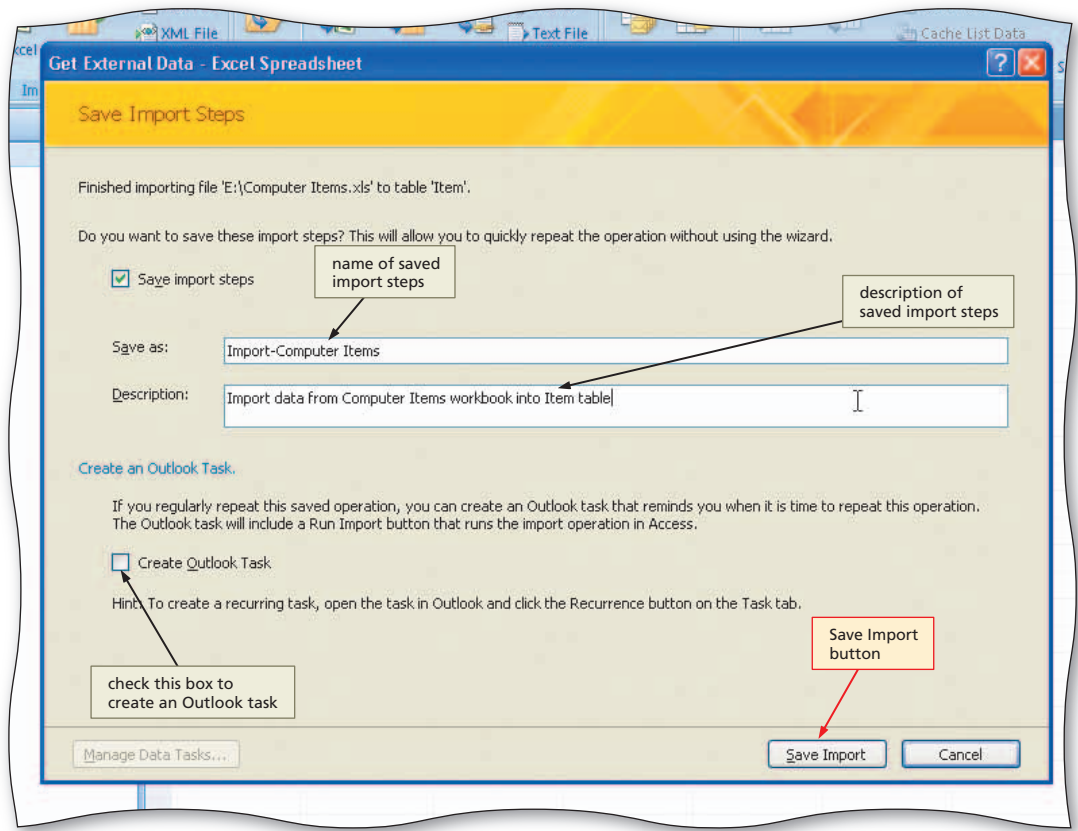 XML File
Text File
Cache List Data
xcel
Get External Data - Excel Spreadsheet
?
S
Im
Save Import Steps
Finished importing file 'E:\Computer Items.xls' to table 'Item'.
Do you want to save these import steps? This will allow you to quickly repeat the operation without using the wizard.
name of saved
import steps
Save import steps
description of
saved import steps
Save as:
Import-Computer Items
Description:
Import data from Computer Items workbook into Item table
Create an Outlook Task.
If you regularly repeat this saved operation, you can create an Outlook task that reminds you when it is time to repeat this operation.
The Outlook task will include a Run Import button that runs the import operation in Access.
Create Outlook Task
Hint: To create a recurring task, open the task in Outlook and click the Recurrence button on the Task tab.
Save Import
button
check this box to
create an Outlook task
Manage Data Tasks...
Save Import
Cancel